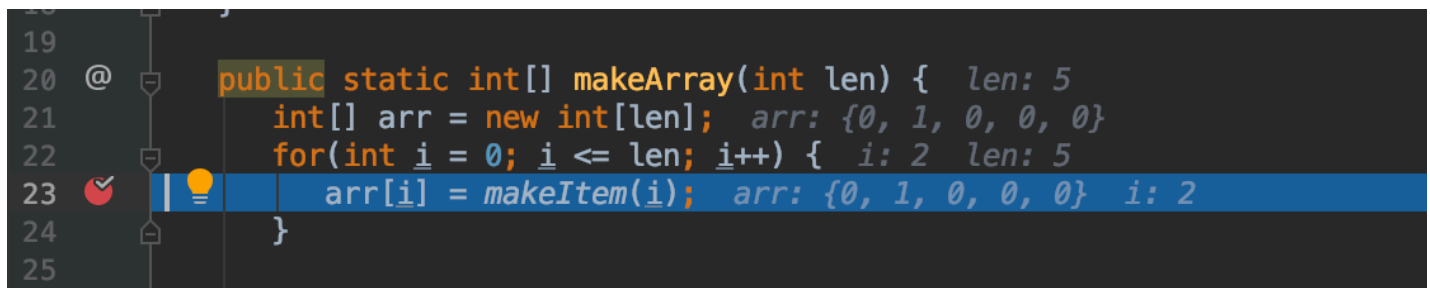 19
20 @ public static int[] makeArray(int len) { len: 5
21 int[] arr = new int[len]; arr: {0, 1, 0, 0, 0}
22 for(int i = 0; i <= len; i++) { i: 2 len: 5
23 arr[i] = makeItem(i); arr: {0, 1, 0, 0, 0} i: 2
24 }
25